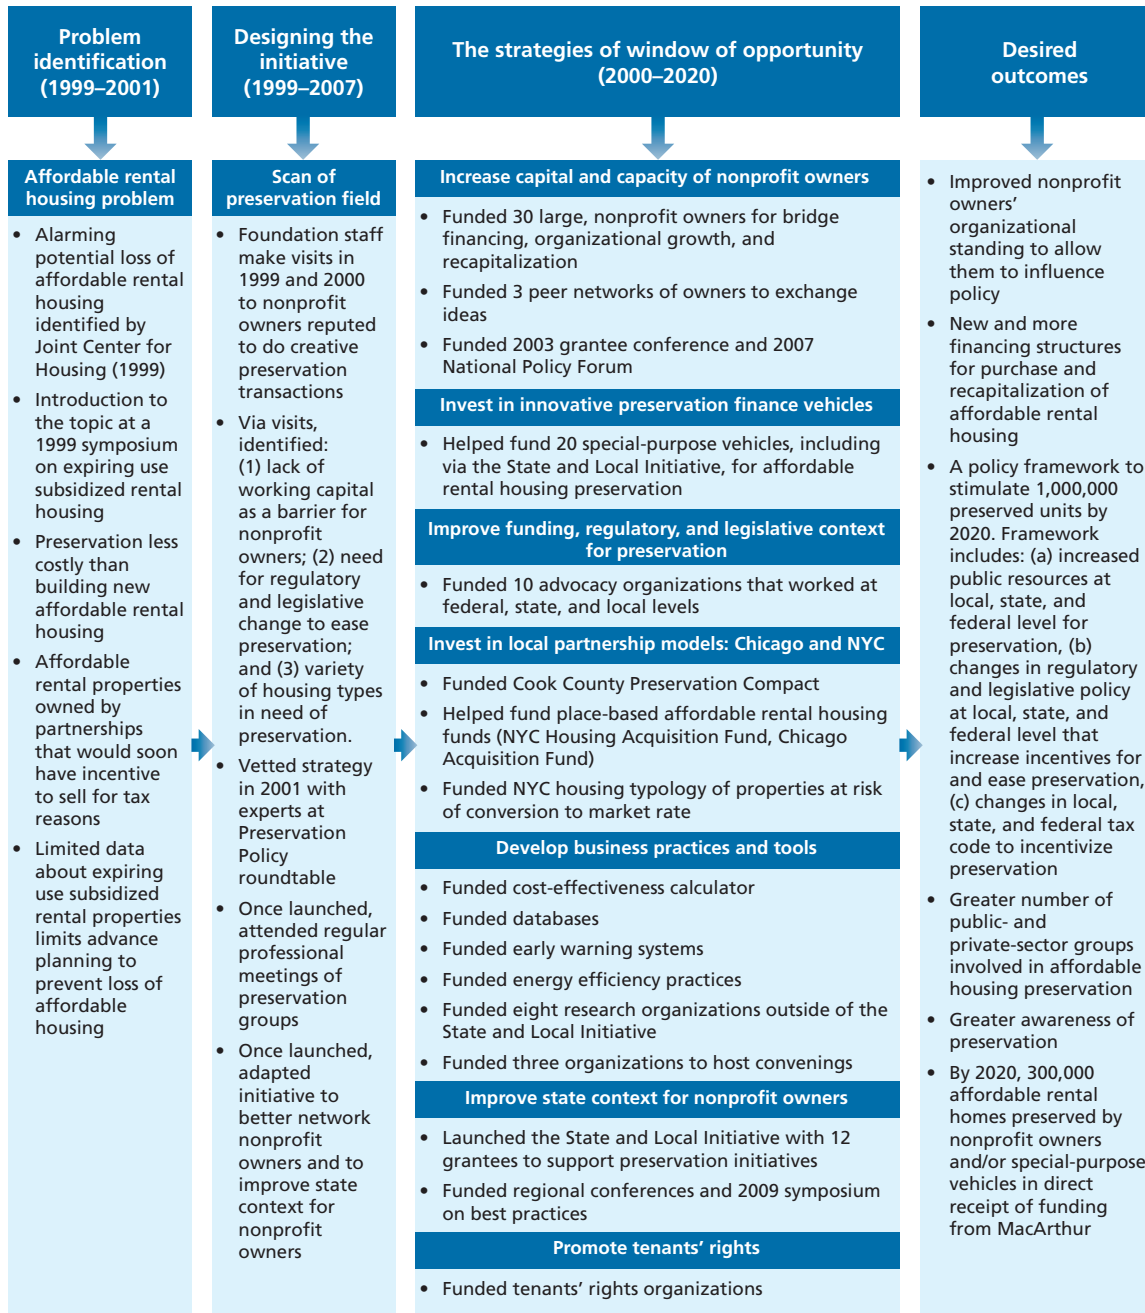 Problem
identification
(1999–2001)
Affordable rental
housing problem
• Alarming
potential loss of
affordable rental
housing
identified by
Joint Center for
Housing (1999)
• Introduction to
the topic at a
1999 symposium
on expiring use
subsidized rental
housing
• Preservation less
costly than
building new
affordable rental
housing
• Affordable
rental properties
owned by
partnerships
that would soon
have incentive
to sell for tax
reasons
• Limited data
about expiring
use subsidized
rental properties
limits advance
planning to
prevent loss of
affordable
housing
Designing the
initiative
(1999–2007)
Scan of
preservation field
• Foundation staff
make visits in
1999 and 2000
to nonprofit
owners reputed
to do creative
preservation
transactions
• Via visits,
identified:
(1) lack of
working capital
as a barrier for
nonprofit
owners; (2) need
for regulatory
and legislative
change to ease
preservation;
and (3) variety
of housing types
in need of
preservation.
• Vetted strategy
in 2001 with
experts at
Preservation
Policy
roundtable
• Once launched,
attended regular
professional
meetings of
preservation
groups
• Once launched,
adapted
initiative to
better network
nonprofit
owners and to
improve state
context for
nonprofit
owners
The strategies of window of opportunity
(2000–2020)
Increase capital and capacity of nonprofit owners
• Funded 30 large, nonprofit owners for bridge
financing, organizational growth, and
recapitalization
• Funded 3 peer networks of owners to exchange
ideas
• Funded 2003 grantee conference and 2007
National Policy Forum
Invest in innovative preservation finance vehicles
• Helped fund 20 special-purpose vehicles, including
via the State and Local Initiative, for affordable
rental housing preservation
Improve funding, regulatory, and legislative context
for preservation
• Funded 10 advocacy organizations that worked at
federal, state, and local levels
Invest in local partnership models: Chicago and NYC
• Funded Cook County Preservation Compact
• Helped fund place-based affordable rental housing
funds (NYC Housing Acquisition Fund, Chicago
Acquisition Fund)
• Funded NYC housing typology of properties at risk
of conversion to market rate
Develop business practices and tools
• Funded cost-effectiveness calculator
• Funded databases
• Funded early warning systems
• Funded energy efficiency practices
• Funded eight research organizations outside of the
State and Local Initiative
• Funded three organizations to host convenings
Improve state context for nonprofit owners
• Launched the State and Local Initiative with 12
grantees to support preservation initiatives
• Funded regional conferences and 2009 symposium
on best practices
Promote tenants’ rights
• Funded tenants’ rights organizations
Desired
outcomes
• Improved nonprofit
owners’
organizational
standing to allow
them to influence
policy
• New and more
financing structures
for purchase and
recapitalization of
affordable rental
housing
• A policy framework to
stimulate 1,000,000
preserved units by
2020. Framework
includes: (a) increased
public resources at
local, state, and
federal level for
preservation, (b)
changes in regulatory
and legislative policy
at local, state, and
federal level that
increase incentives for
and ease preservation,
(c) changes in local,
state, and federal tax
code to incentivize
preservation
• Greater number of
public- and
private-sector groups
involved in affordable
housing preservation
• Greater awareness of
preservation
• By 2020, 300,000
affordable rental
homes preserved by
nonprofit owners
and/or special-purpose
vehicles in direct
receipt of funding
from MacArthur